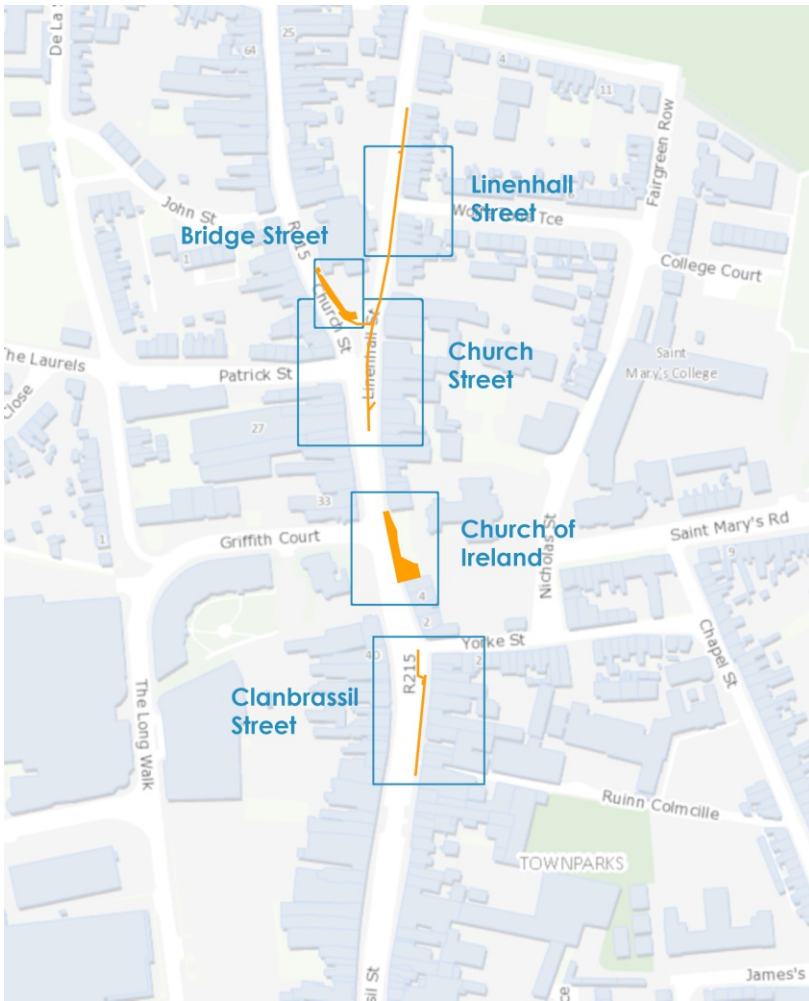 De La
25
64
4
11
Fairgreen Row
Linenhall
Street
John St
R215
Tce
Bridge Street
1
College Court
Church St
Linenhall St
The Laurels
Church
Street
Saint
Mary's College
Patrick St
Close
27
33
Saint Mary's Rd
Church of
Ireland
Griffith Court
1
9
Nicholas St
4
2
Yorke St
Chapel St
40
R215
2
Clanbrassil
Street
The Long Walk
Ruinn Colmcille
TOWNPARKS
sil St
James's